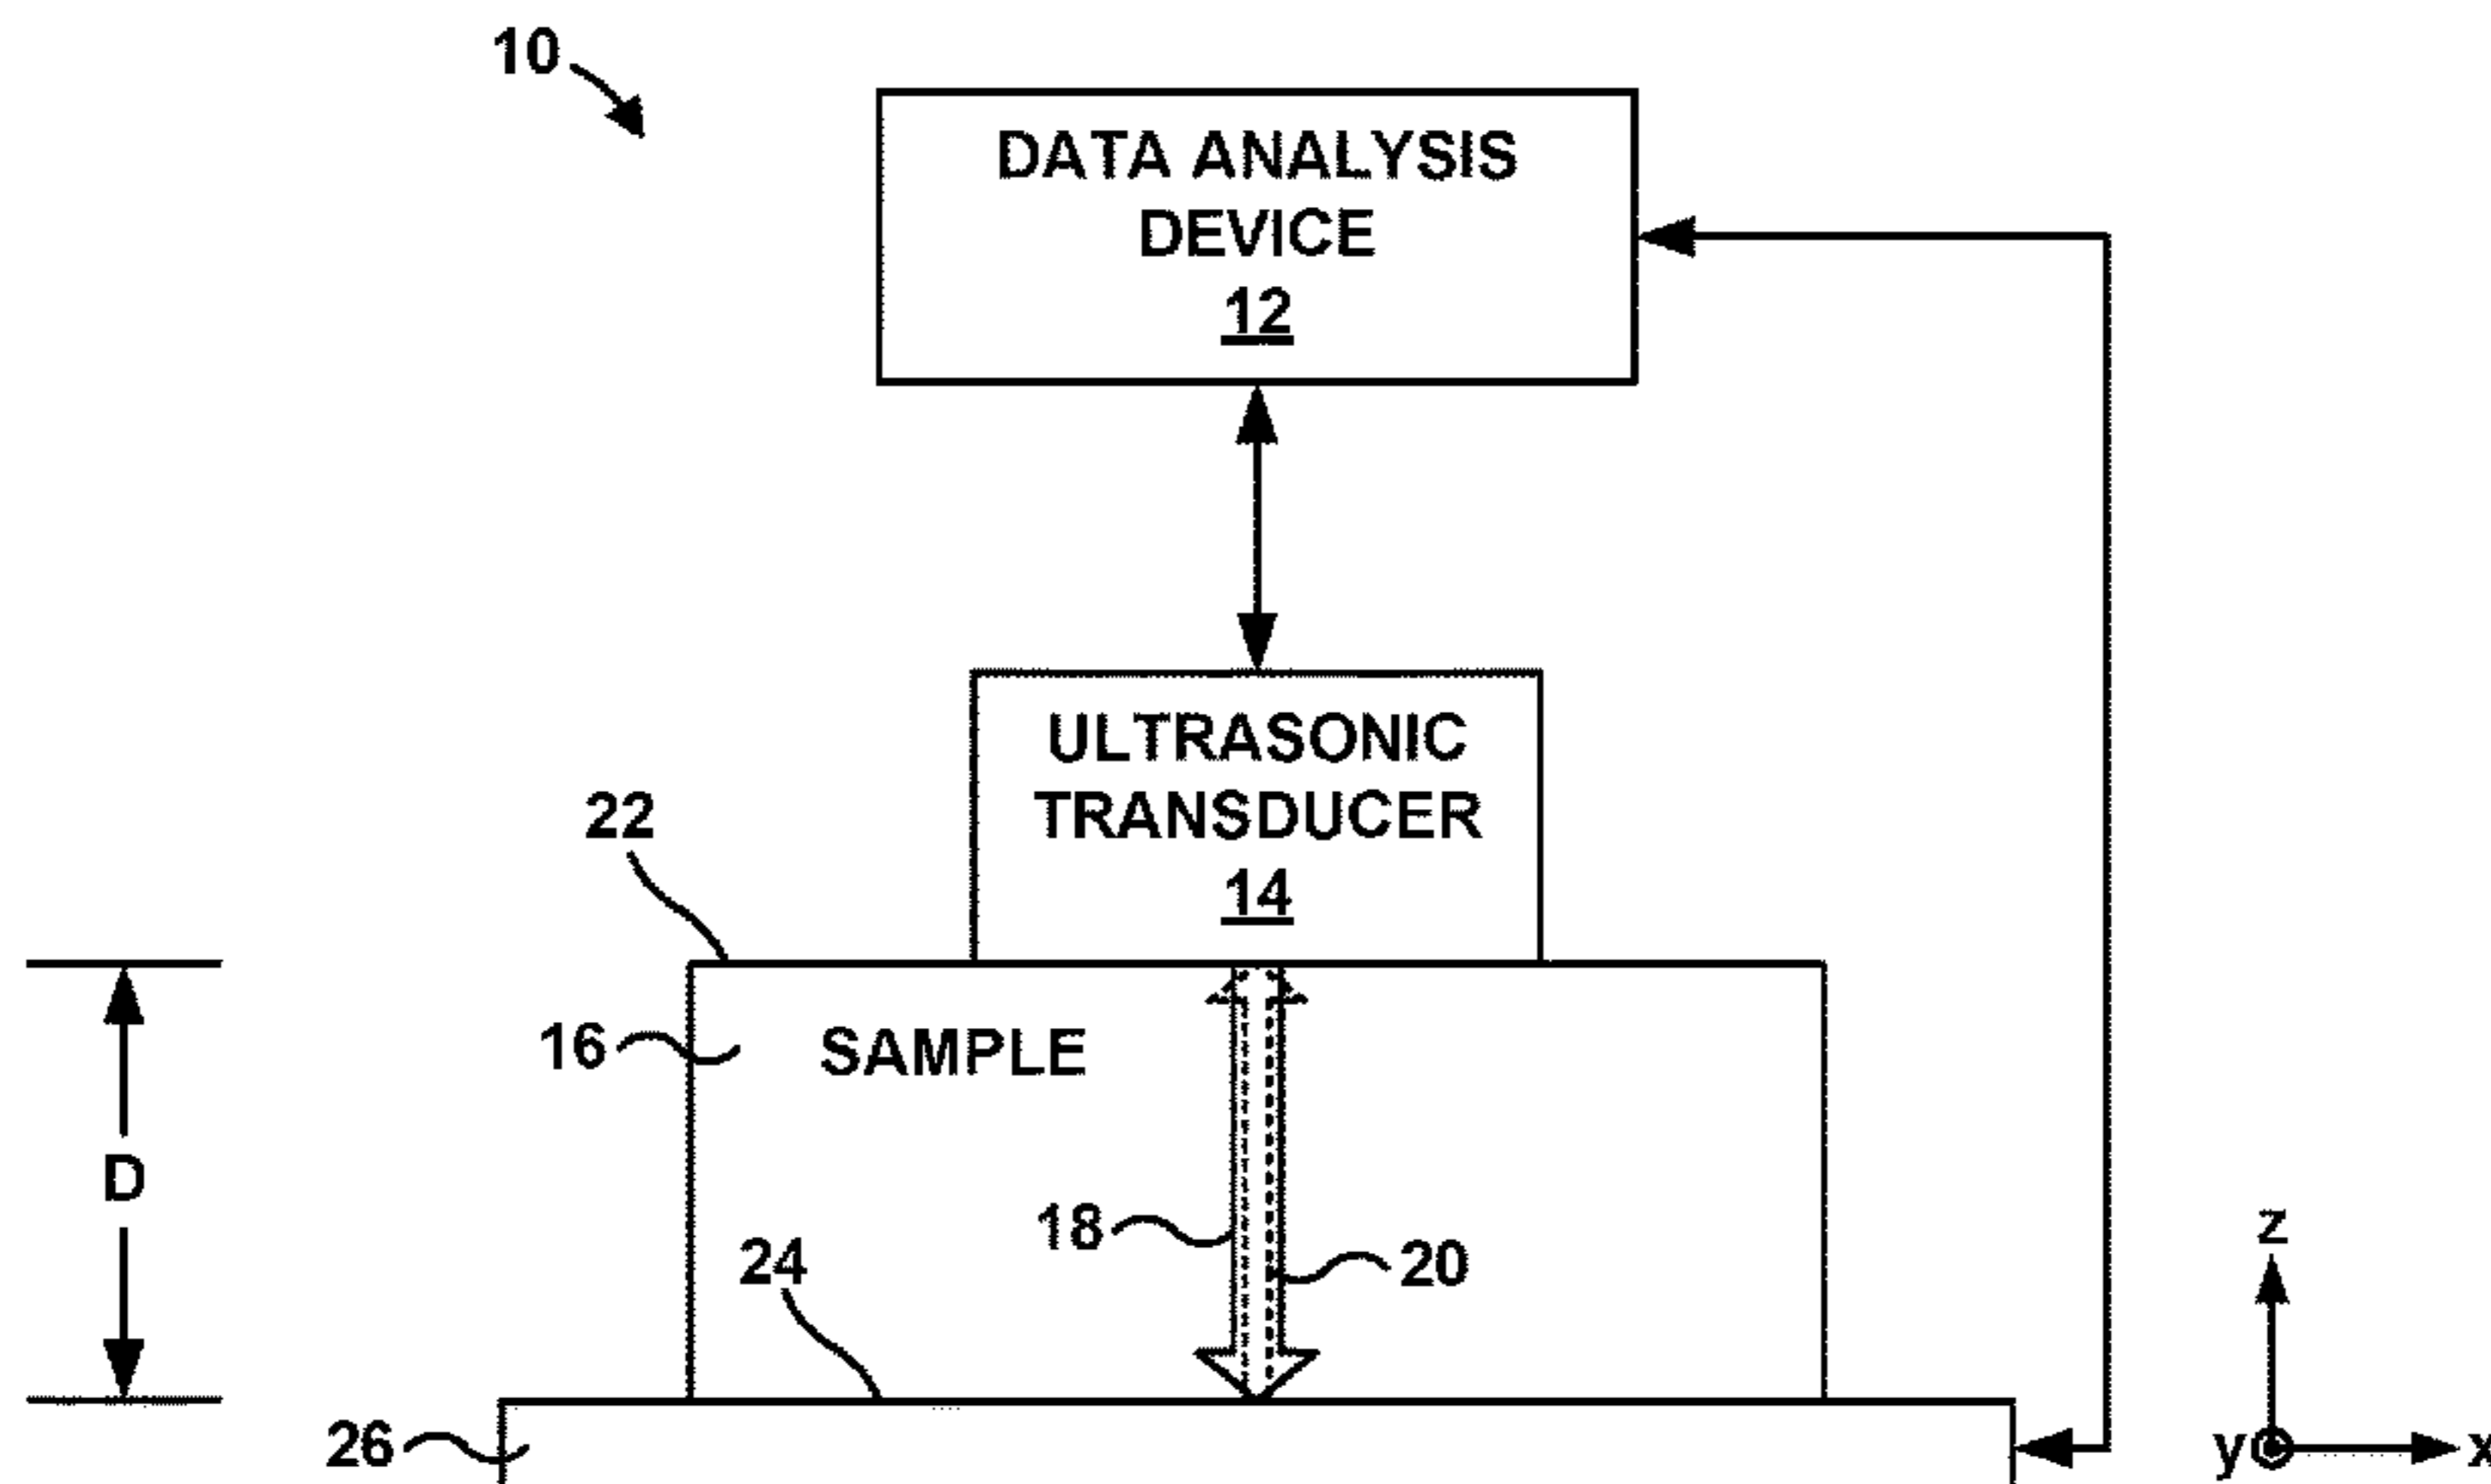 10
DATA ANALYSIS
DEVICE
12
ULTRASONIC
TRANSDUCER
14
22
16
SAMPLE
D
18
20
24
26
z
y
x